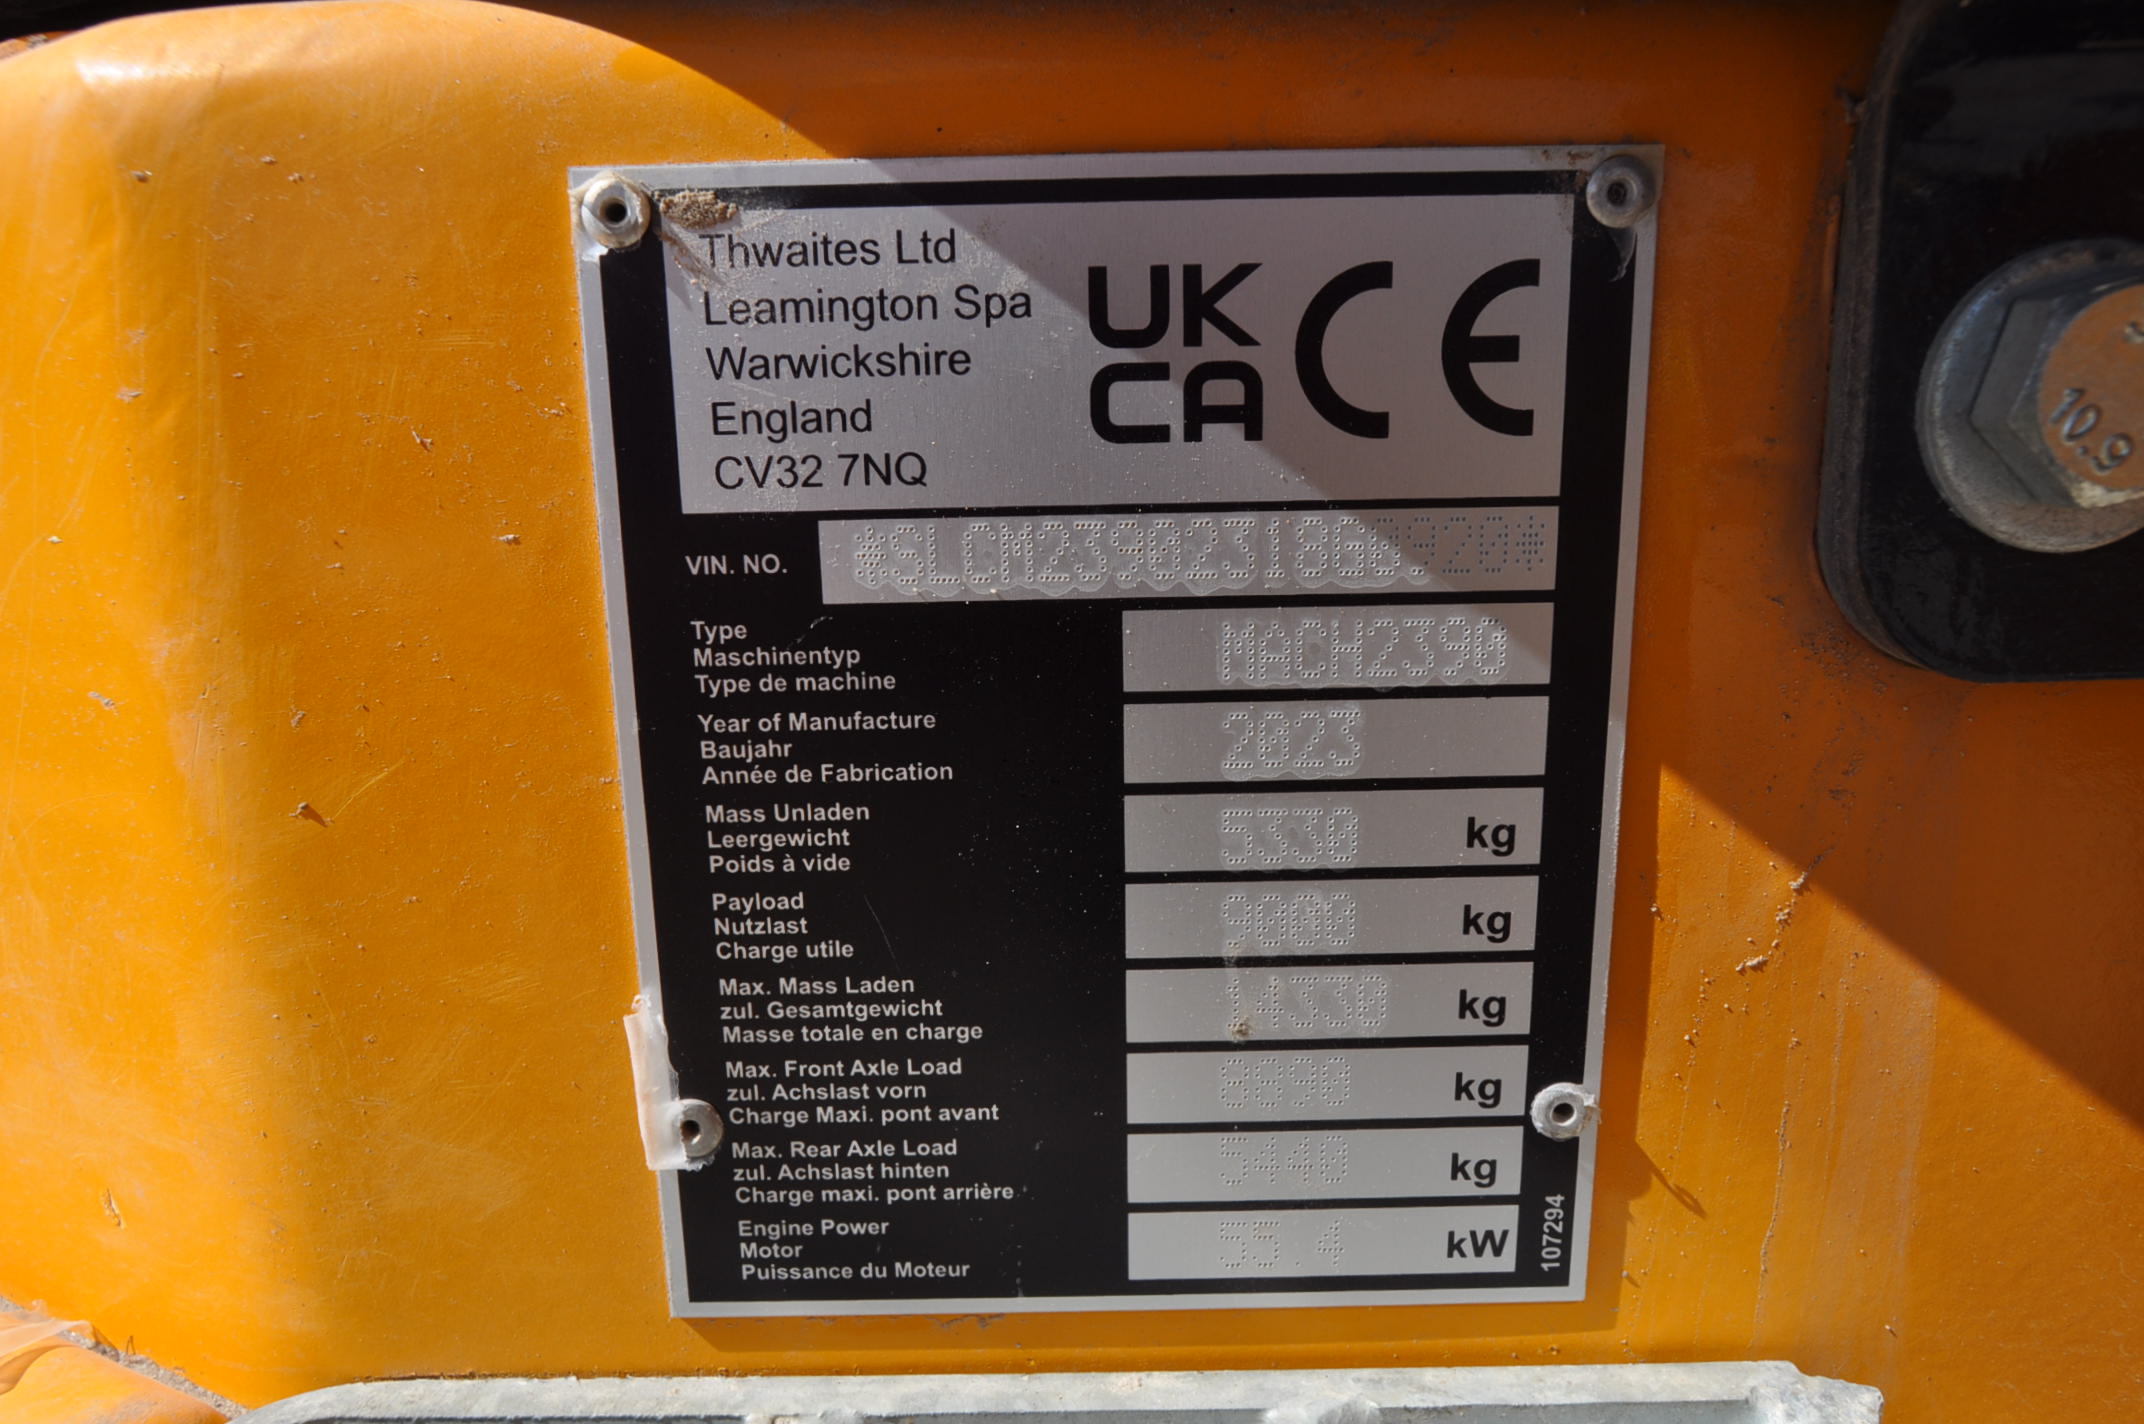 Thwaites Ltd
Leamington Spa
Warwickshire
England
CV32 7NQ
UK
CA
CE
VIN. NO.
Type
Maschinentyp
Type de machine
MACH2390
Year of Manufacture
Baujahr
Année de Fabrication
2023
Mass Unladen
Leergewicht
Poids à vide
5330 kg
Payload
Nutzlast
Charge utile
9000 kg
Max. Mass Laden
zul. Gesamtgewicht
Masse totale en charge
14330 kg
Max. Front Axle Load
zul. Achslast vorn
Charge Maxi. pont avant
8890 kg
Max. Rear Axle Load
zul. Achslast hinten
Charge maxi. pont arrière
5440 kg
Engine Power
Motor
Puissance du Moteur
55.4 kW
107294
10.9